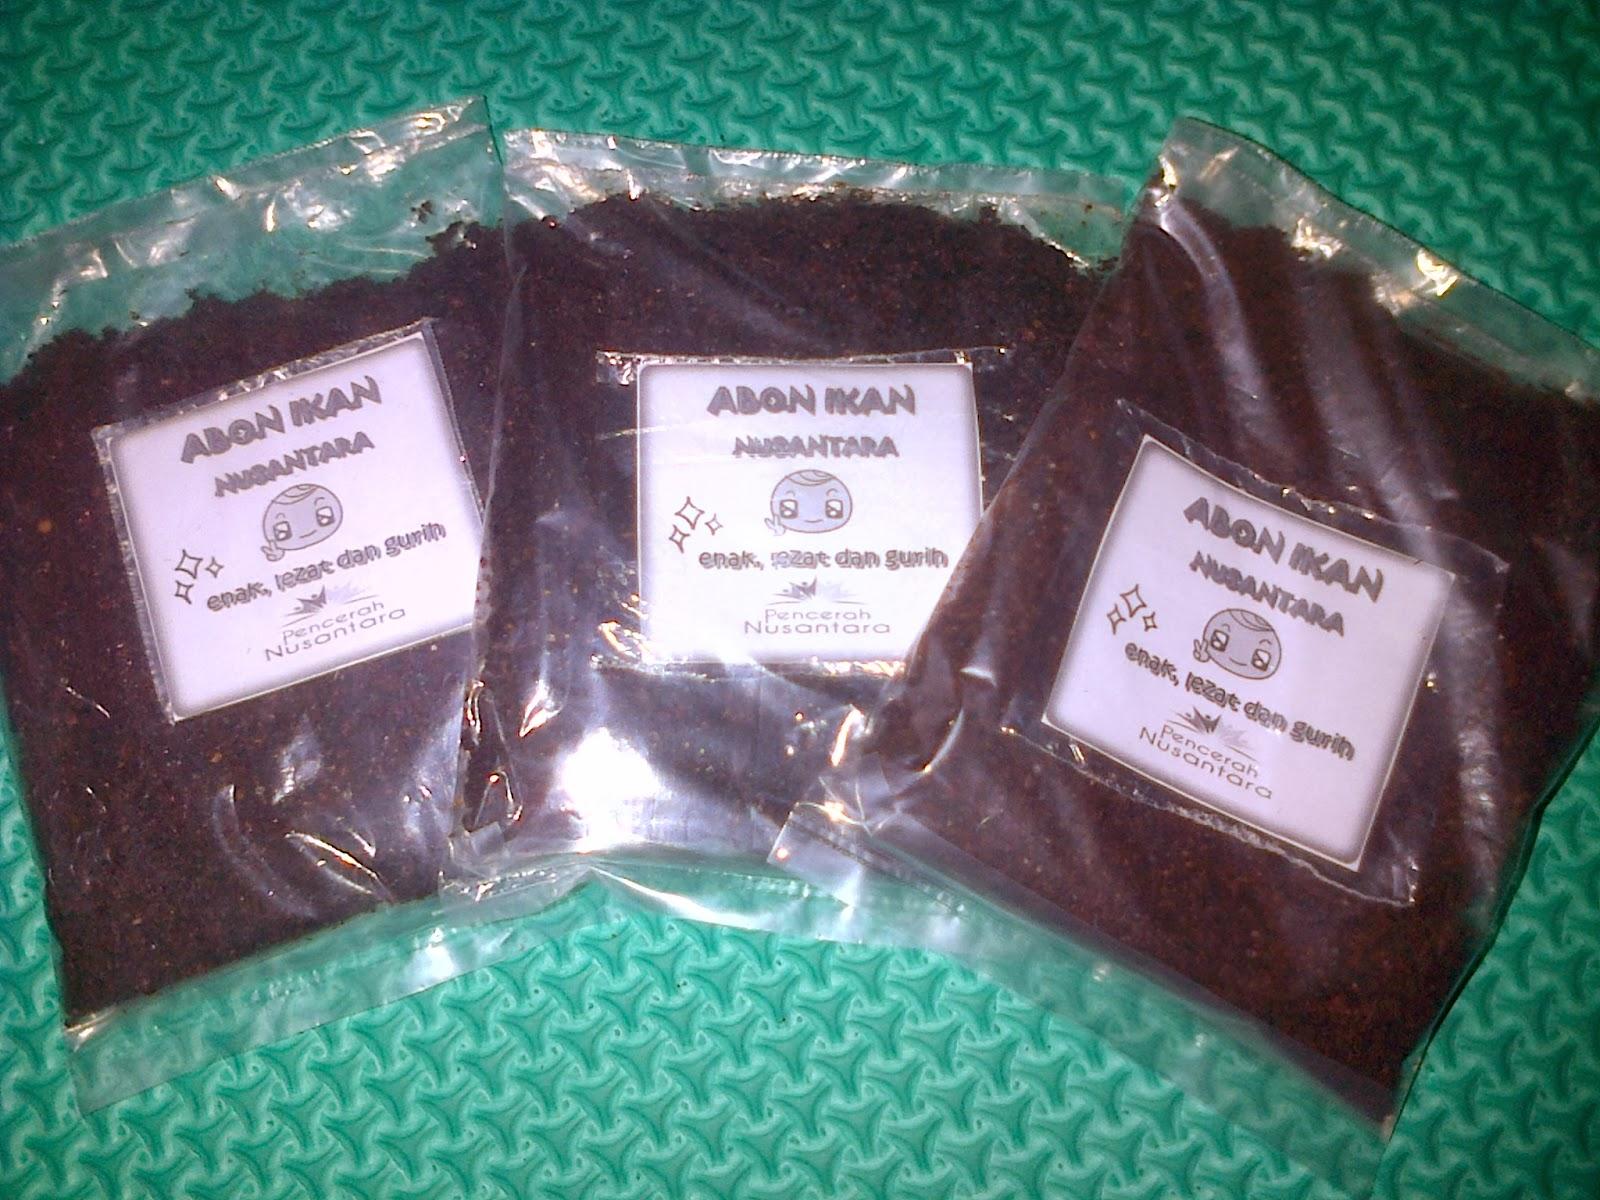 ABON IKAN
NUSANTARA
enak, lezat dan gurih
Pencerah
Nusantara
ABON IKAN
NUSANTARA
enak, lezat dan gurih
Pencerah
Nusantara
ABON IKAN
NUSANTARA
enak, lezat dan gurih
Pencerah
Nusantara